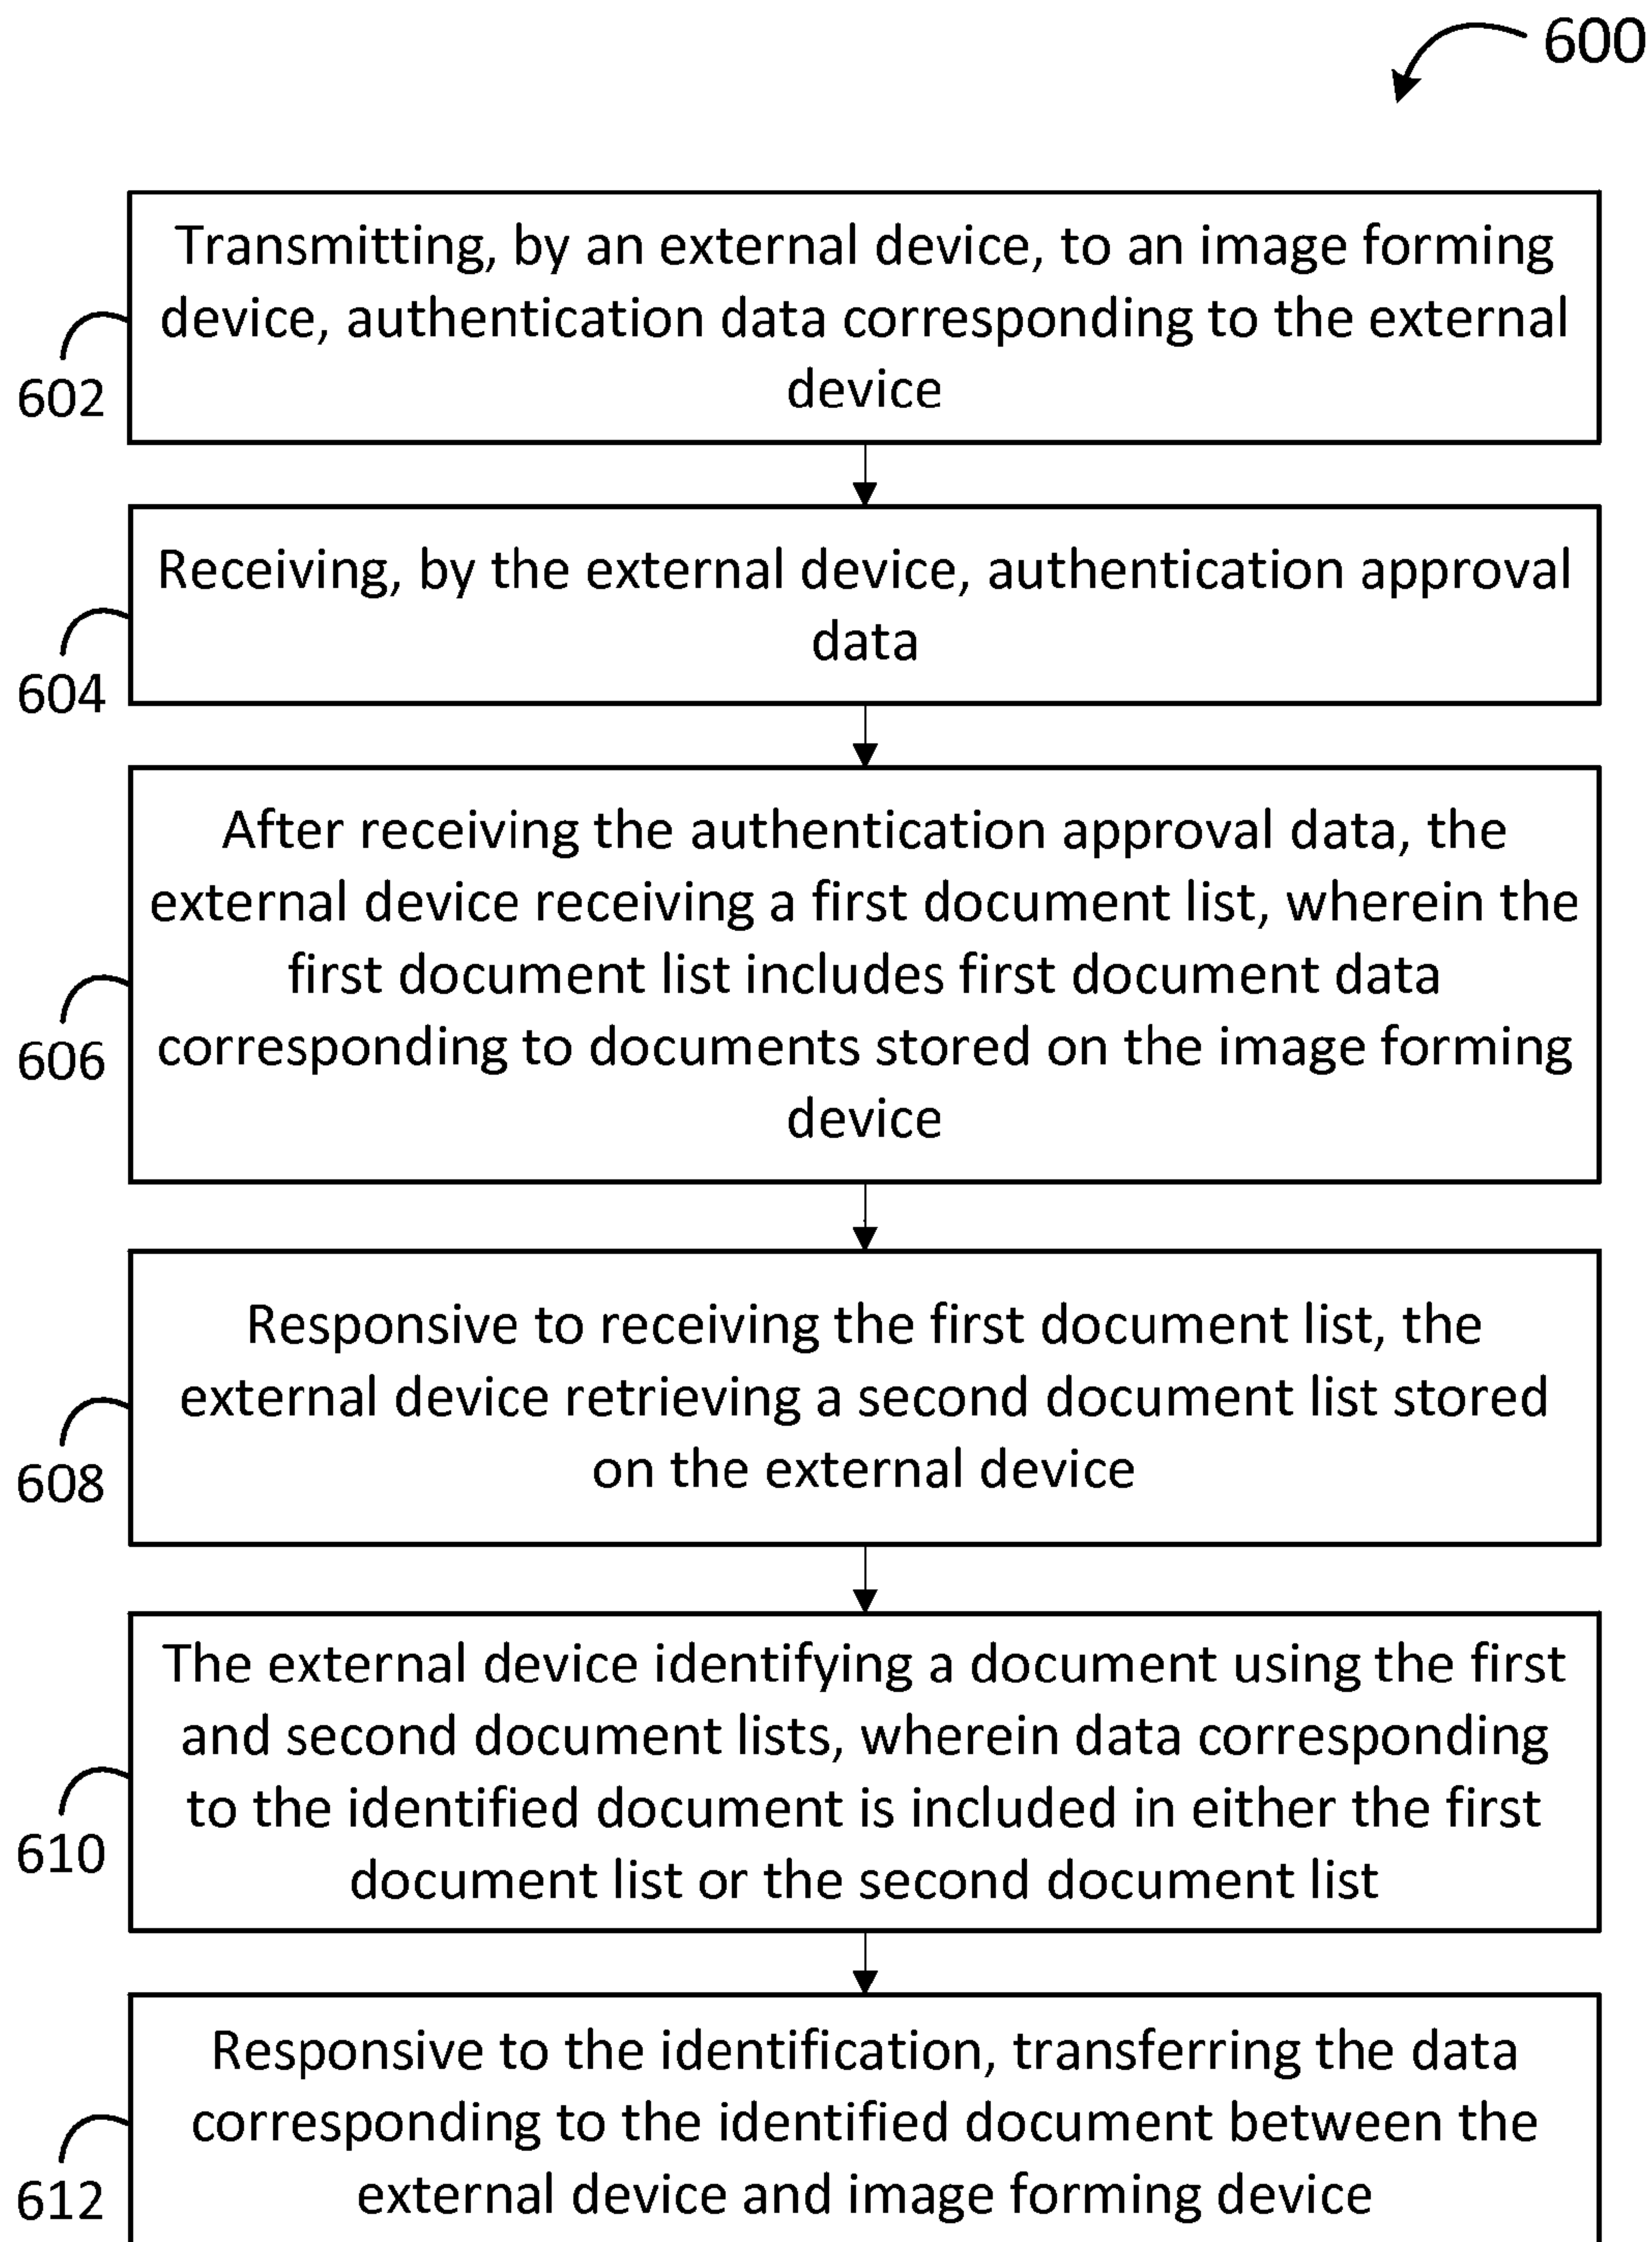 600
Transmitting, by an external device, to an image forming
device, authentication data corresponding to the external
device
602
Receiving, by the external device, authentication approval
data
604
After receiving the authentication approval data, the
external device receiving a first document list, wherein the
first document list includes first document data
corresponding to documents stored on the image forming
device
606
Responsive to receiving the first document list, the
external device retrieving a second document list stored
on the external device
608
The external device identifying a document using the first
and second document lists, wherein data corresponding
to the identified document is included in either the first
document list or the second document list
610
Responsive to the identification, transferring the data
corresponding to the identified document between the
external device and image forming device
612